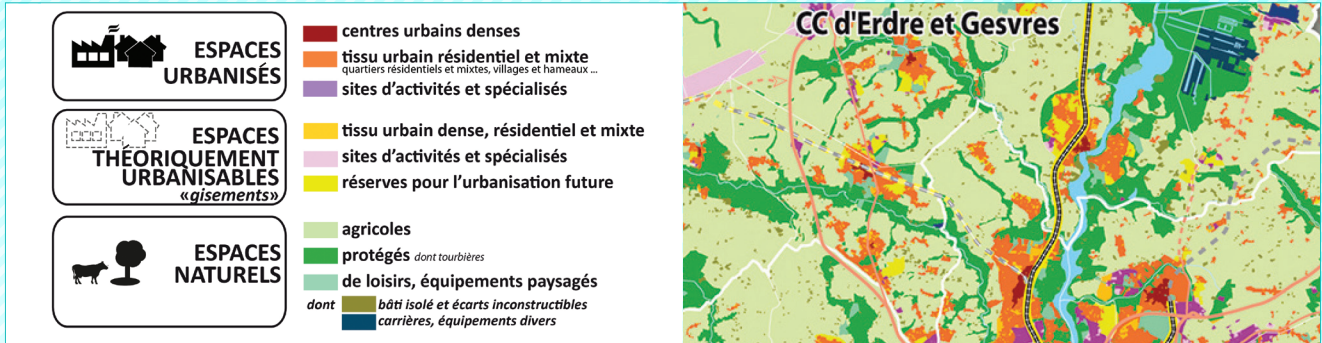 ESPACES
URBANISÉS
centres urbains denses
tissu urbain résidentiel et mixte
quartiers résidentiels et mixtes, villages et hameaux ...
sites d'activités et spécialisés
ESPACES
THÉORIQUEMENT
URBANISABLES
«gisements»
tissu urbain dense, résidentiel et mixte
sites d'activités et spécialisés
réserves pour l'urbanisation future
ESPACES
NATURELS
agricoles
protégés dont tourbières
de loisirs, équipements paysagés
dont bâti isolé et écarts inconstructibles
carrières, équipements divers
CC d'Erdre et Gesvres